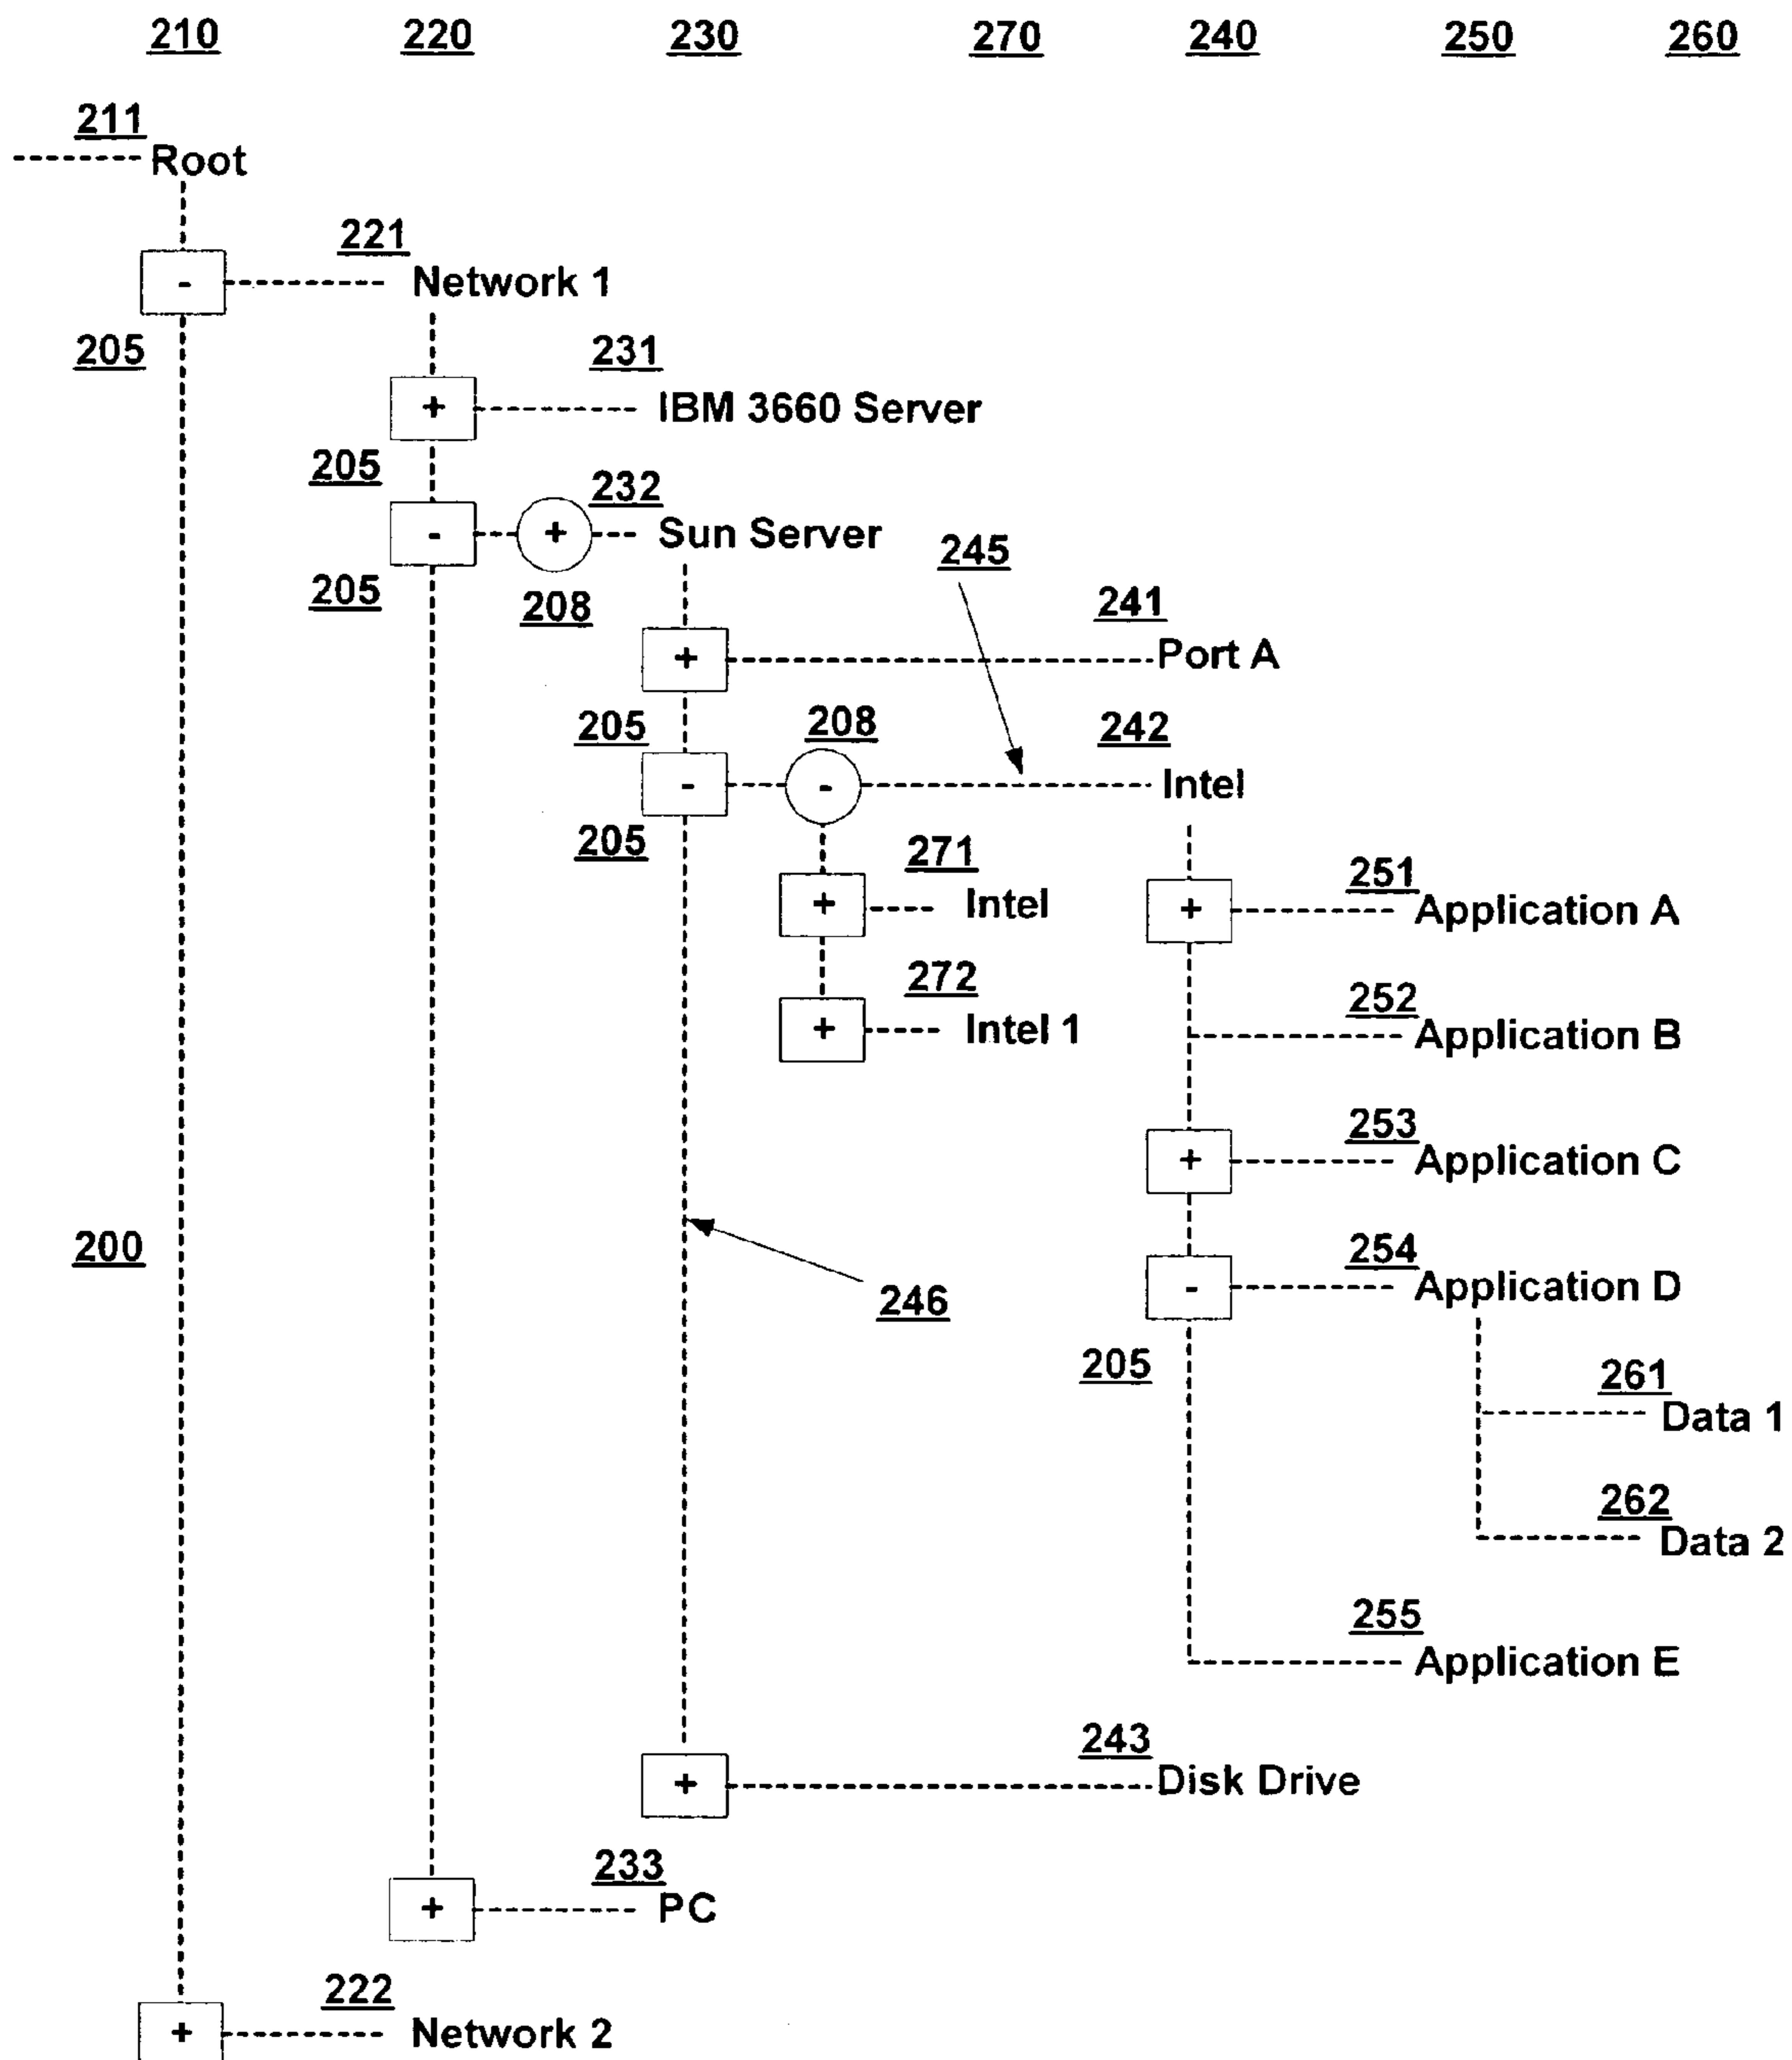 210 220 230 270 240 250 260
211
Root
221
- Network 1
205 231
+ IBM 3660 Server
205 232
- + Sun Server
245
205 208 241
+ Port A
205 208 242
- - Intel
205 271 251
+ Intel + Application A
272 252
+ Intel 1 Application B
253
+ Application C
200 254
- Application D
246
205 261
Data 1
262
Data 2
255
Application E
243
+ Disk Drive
233
+ PC
222
+ Network 2